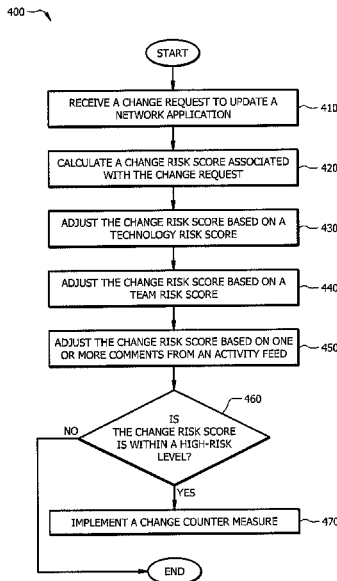 400
START
RECEIVE A CHANGE REQUEST TO UPDATE A
NETWORK APPLICATION
410
CALCULATE A CHANGE RISK SCORE ASSOCIATED
WITH THE CHANGE REQUEST
420
ADJUST THE CHANGE RISK SCORE BASED ON A
TECHNOLOGY RISK SCORE
430
ADJUST THE CHANGE RISK SCORE BASED ON A
TEAM RISK SCORE
440
ADJUST THE CHANGE RISK SCORE BASED ON ONE
OR MORE COMMENTS FROM AN ACTIVITY FEED
450
460
IS
THE CHANGE RISK SCORE
IS WITHIN A HIGH-RISK
LEVEL?
NO
YES
IMPLEMENT A CHANGE COUNTER MEASURE
470
END